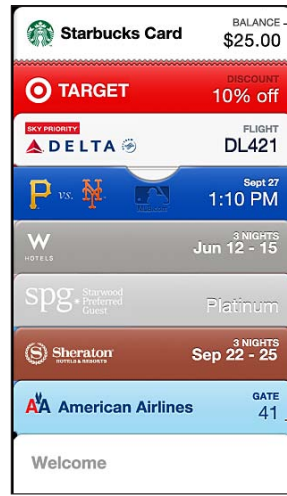 Starbucks Card
BALANCE
$25.00
TARGET
DISCOUNT
10% off
SKY PRIORITY
DELTA
FLIGHT
DL421
P vs. NY
Sept 27
1:10 PM
W
HOTELS
3 NIGHTS
Jun 12 - 15
spg.
Starwood
Preferred
Guest
Platinum
S
Sheraton
HOTELS & RESORTS
3 NIGHTS
Sep 22 - 25
AA American Airlines
GATE
41
Welcome